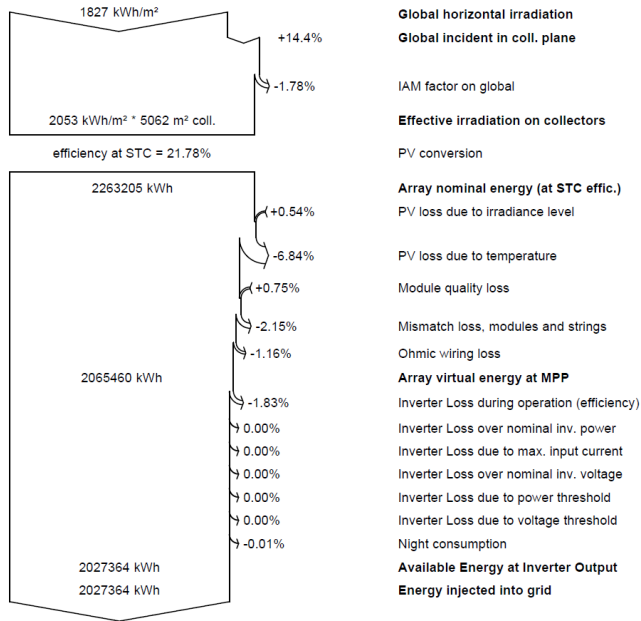 1827 kWh/m² Global horizontal irradiation
+14.4% Global incident in coll. plane
-1.78% IAM factor on global
2053 kWh/m² * 5062 m² coll. Effective irradiation on collectors
efficiency at STC = 21.78% PV conversion
2263205 kWh Array nominal energy (at STC effic.)
+0.54% PV loss due to irradiance level
-6.84% PV loss due to temperature
+0.75% Module quality loss
-2.15% Mismatch loss, modules and strings
-1.16% Ohmic wiring loss
2065460 kWh Array virtual energy at MPP
-1.83% Inverter Loss during operation (efficiency)
0.00% Inverter Loss over nominal inv. power
0.00% Inverter Loss due to max. input current
0.00% Inverter Loss over nominal inv. voltage
0.00% Inverter Loss due to power threshold
0.00% Inverter Loss due to voltage threshold
-0.01% Night consumption
2027364 kWh Available Energy at Inverter Output
2027364 kWh Energy injected into grid